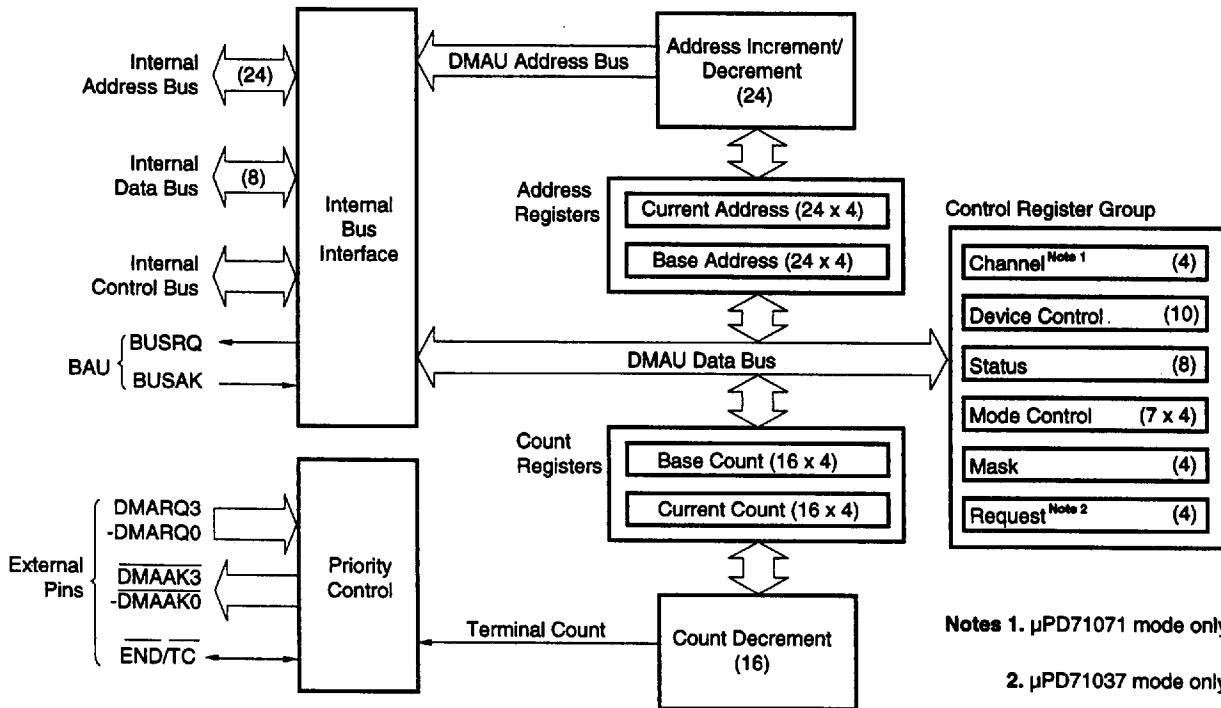 Internal
Address Bus
(24)
Internal
Data Bus
(8)
Internal
Control Bus
BAU
BUSRQ
BUSAK
Internal
Bus
Interface
DMAU Address Bus
Address Increment/
Decrement
(24)
Address
Registers
Current Address (24 x 4)
Base Address (24 x 4)
DMAU Data Bus
Count
Registers
Base Count (16 x 4)
Current Count (16 x 4)
Count Decrement
(16)
Terminal Count
Priority
Control
External
Pins
DMARQ3
-DMARQ0
DMAAK3
-DMAAK0
END/TC
Control Register Group
Channel Note 1 (4)
Device Control (10)
Status (8)
Mode Control (7 x 4)
Mask (4)
Request Note 2 (4)
Notes 1. µPD71071 mode only
2. µPD71037 mode only